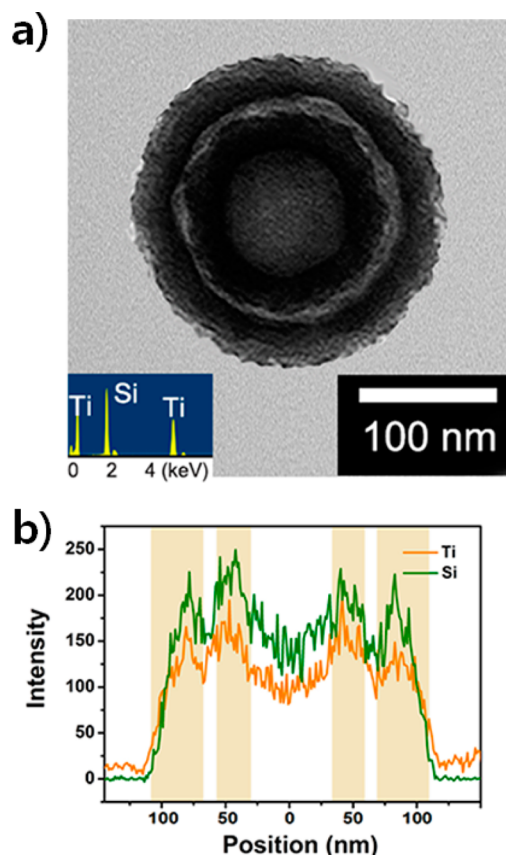 a)
Ti
Si
Ti
0 2 4 (keV)
100 nm
b)
250
200
150
100
50
0
Intensity
Ti
Si
100 50 0 50 100
Position (nm)